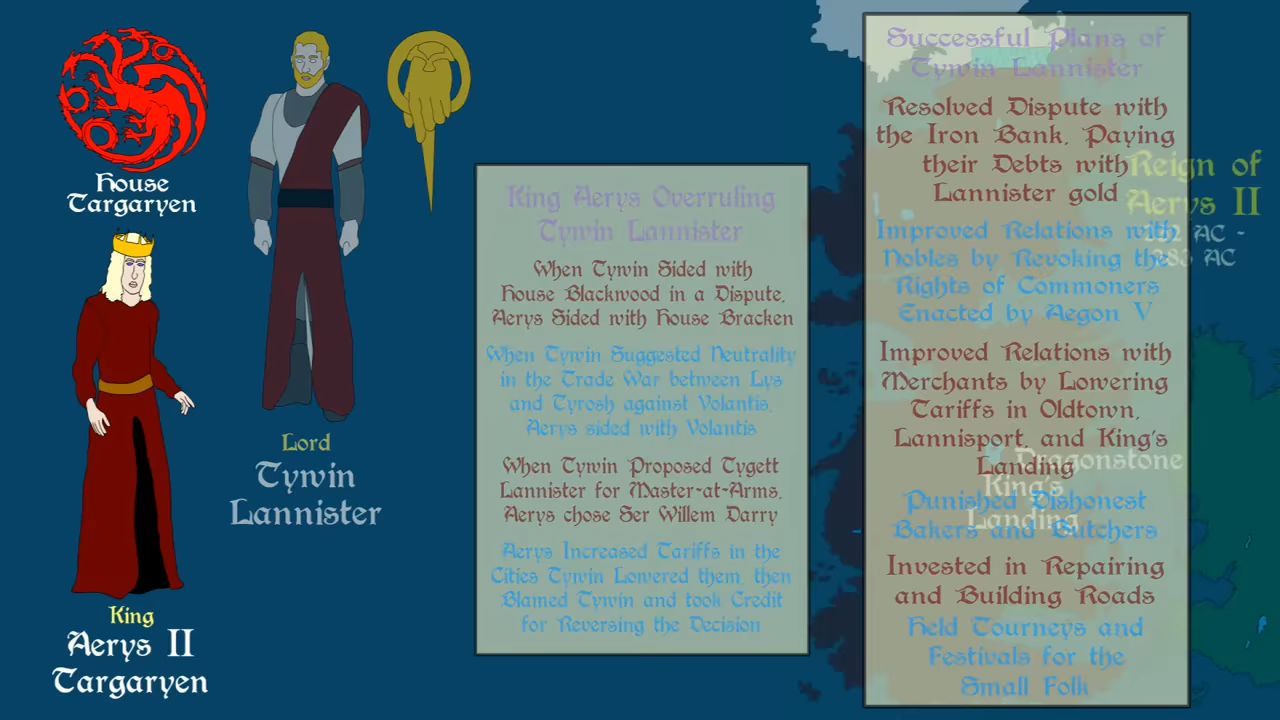 House
Targaryen
King
Aerys II
Targaryen
Lord
Tywin
Lannister
King Aerys Overruling
Tywin Lannister
When Tywin Sided with
House Blackwood in a Dispute,
Aerys Sided with House Bracken
When Tywin Suggested Neutrality
in the Trade War between Lys
and Tyrosh against Volantis,
Aerys sided with Volantis
When Tywin Proposed Tygett
Lannister for Master-at-Arms,
Aerys chose Ser Willem Darry
Aerys Increased Tariffs in the
Cities Tywin Lowered them, then
Blamed Tywin and took Credit
for Reversing the Decision
Successful Plans of
Tywin Lannister
Resolved Dispute with
the Iron Bank, Paying
their Debts with
Lannister gold
Improved Relations with
Nobles by Revoking the
Rights of Commoners
Enacted by Aegon V
Improved Relations with
Merchants by Lowering
Tariffs in Oldtown,
Lannisport, and King's
Landing
Punished Dishonest
Bakers and Butchers
Invested in Repairing
and Building Roads
Held Tourneys and
Festivals for the
Small Folk
Reign of
Aerys II
AC -
283 AC
Dragonstone
King's
Landing